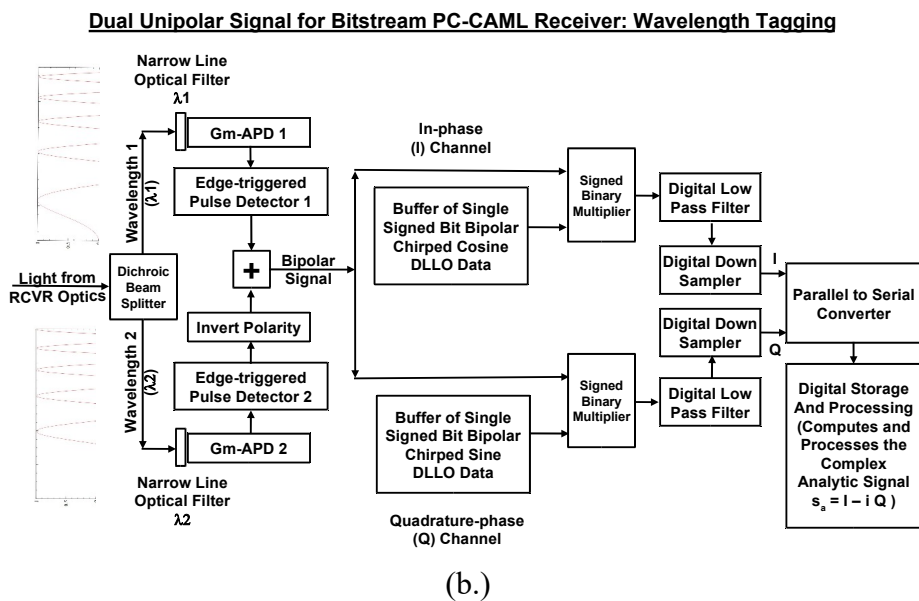 Dual Unipolar Signal for Bitstream PC-CAML Receiver: Wavelength Tagging
Narrow Line
Optical Filter
λ1
Gm-APD 1
Edge-triggered
Pulse Detector 1
Wavelength 1
(λ1)
Light from
RCVR Optics
Dichroic
Beam
Splitter
+
Bipolar
Signal
Invert Polarity
Wavelength 2
(λ2)
Edge-triggered
Pulse Detector 2
Gm-APD 2
Narrow Line
Optical Filter
λ2
In-phase
(I) Channel
Buffer of Single
Signed Bit Bipolar
Chirped Cosine
DLLO Data
Signed
Binary
Multiplier
Digital Low
Pass Filter
Digital Down
Sampler
I
Parallel to Serial
Converter
Digital Down
Sampler
Q
Signed
Binary
Multiplier
Digital Low
Pass Filter
Buffer of Single
Signed Bit Bipolar
Chirped Sine
DLLO Data
Quadrature-phase
(Q) Channel
Digital Storage
And Processing
(Computes and
Processes the
Complex
Analytic Signal
sₐ = I – i Q )
(b.)